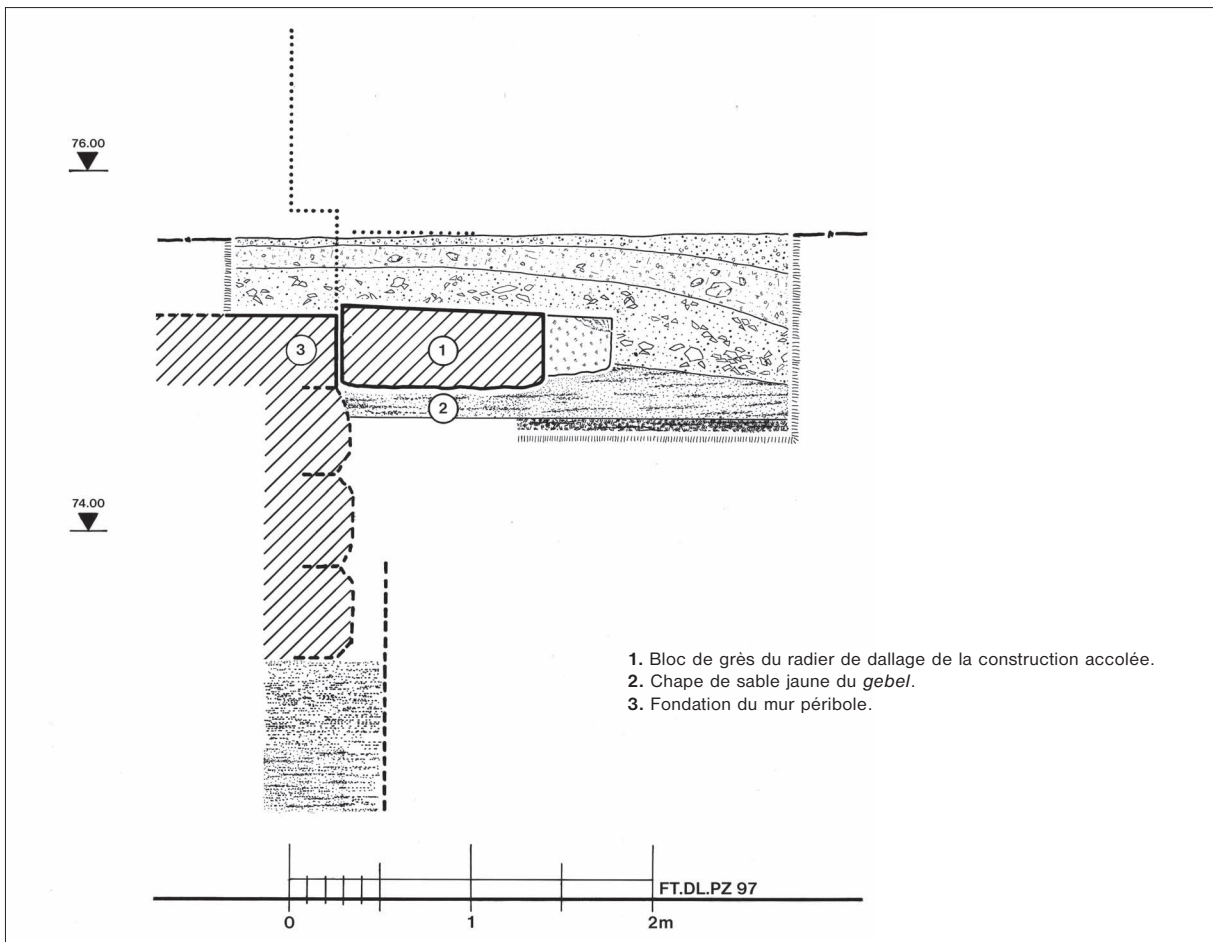 76.00
3
1
2
74.00
1. Bloc de grès du radier de dallage de la construction accolée.
2. Chape de sable jaune du gebel.
3. Fondation du mur péribole.
FT.DL.PZ 97
0 1 2m